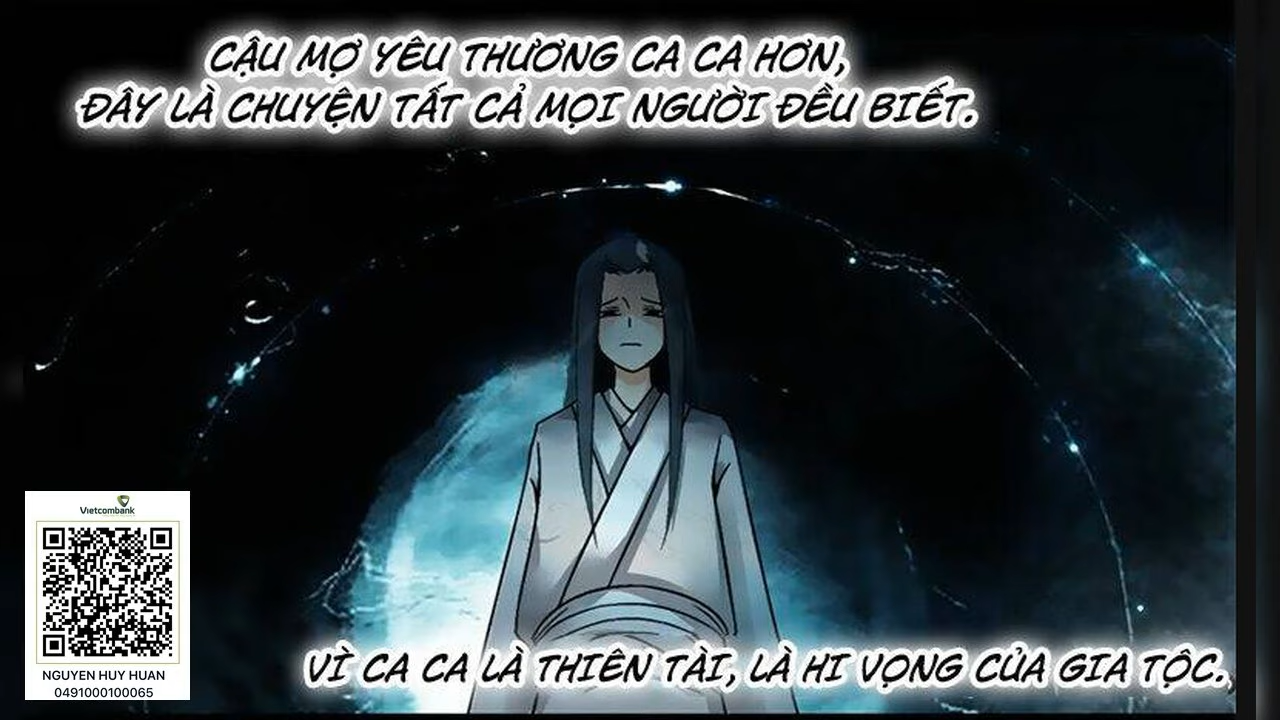 CẬU MỢ YÊU THƯƠNG CA CA HƠN,
ĐÂY LÀ CHUYỆN TẤT CẢ MỌI NGƯỜI ĐỀU BIẾT.
Vietcombank
NGUYEN HUY HUAN
0491000100065
VÌ CA CA LÀ THIÊN TÀI, LÀ HI VỌNG CỦA GIA TỘC.